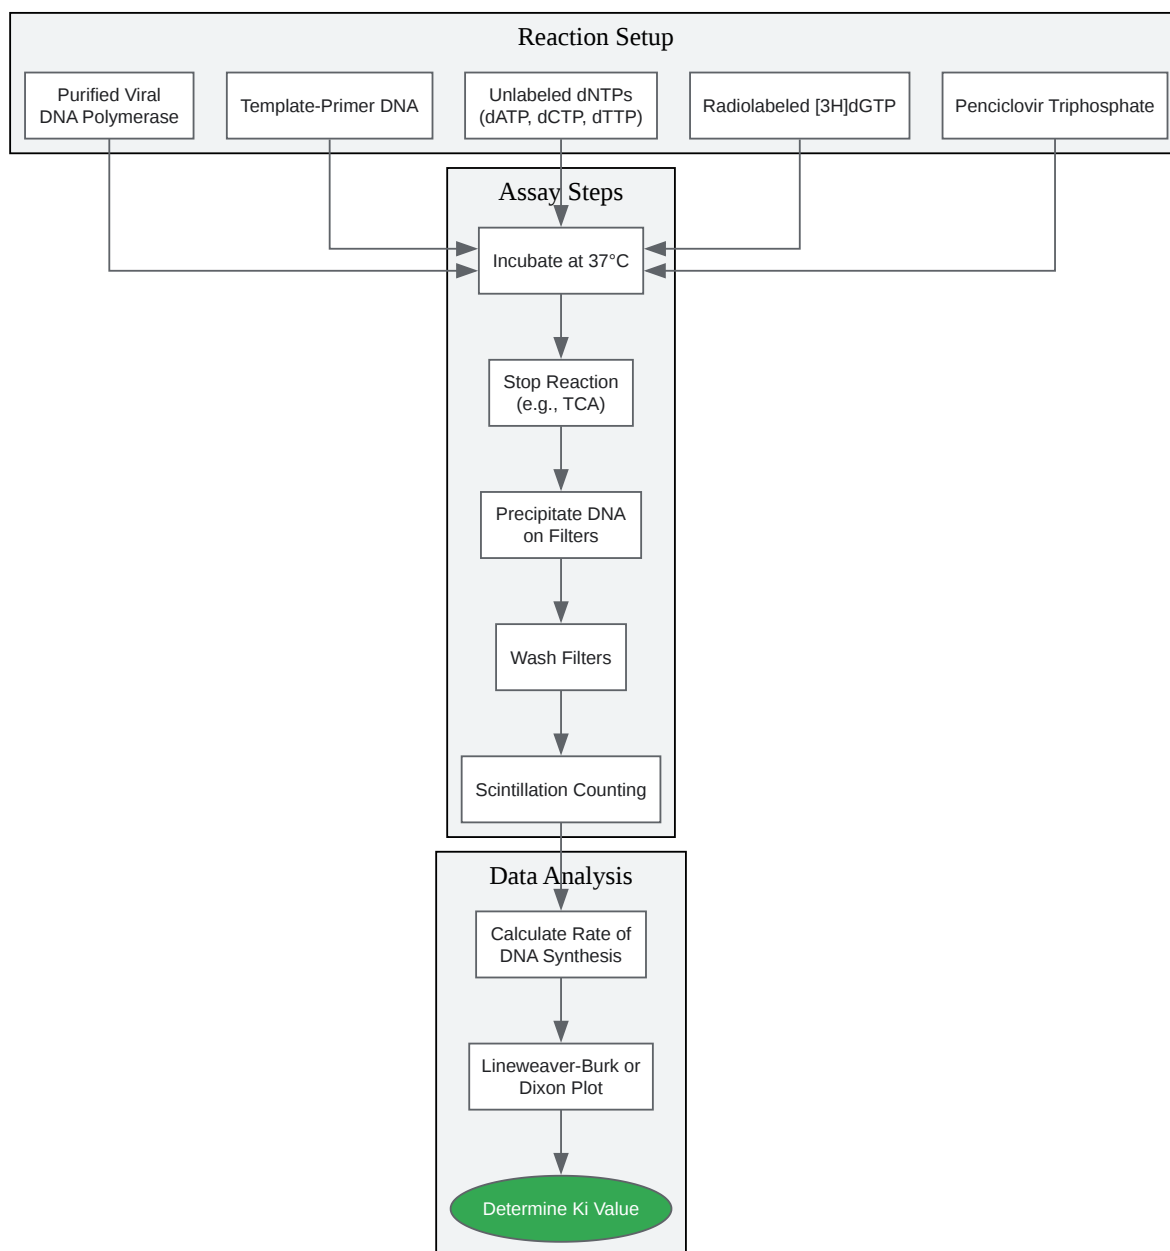 Reaction Setup
Purified Viral
DNA Polymerase
Template-Primer DNA
Unlabeled dNTPs
(dATP, dCTP, dTTP)
Radiolabeled [3H]dGTP
Penciclovir Triphosphate
Assay Steps
Incubate at 37°C
Stop Reaction
(e.g., TCA)
Precipitate DNA
on Filters
Wash Filters
Scintillation Counting
Data Analysis
Calculate Rate of
DNA Synthesis
Lineweaver-Burk or
Dixon Plot
Determine Ki Value